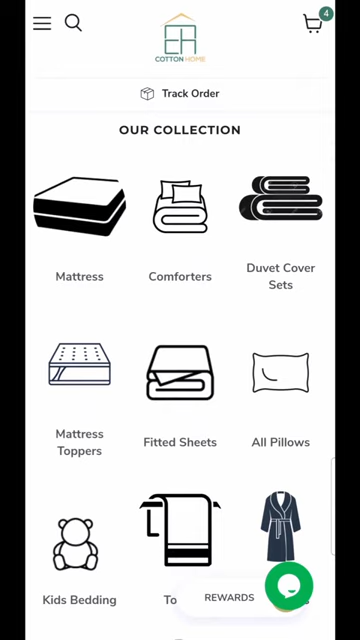 4
COTTON HOME
Track Order
OUR COLLECTION
Mattress
Comforters
Duvet Cover
Sets
Mattress
Toppers
Fitted Sheets
All Pillows
Kids Bedding
REWARDS